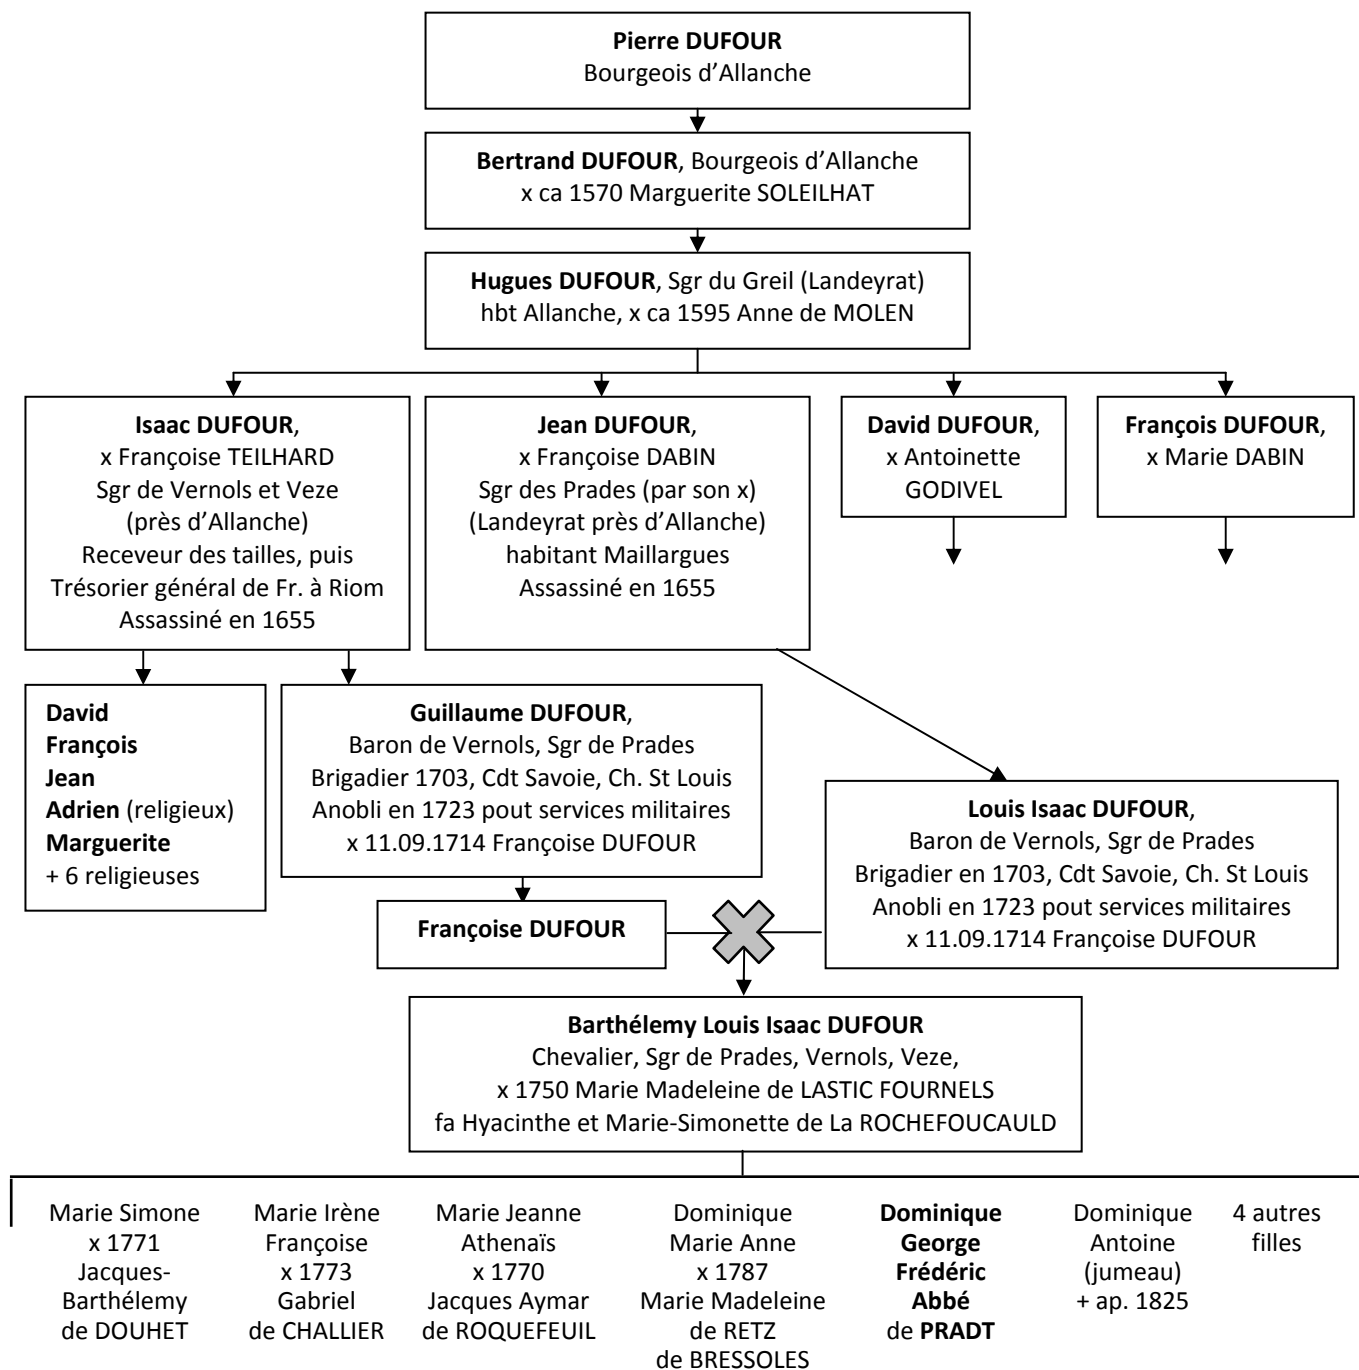 Pierre DUFOUR
Bourgeois d’Allanche
Bertrand DUFOUR, Bourgeois d’Allanche
x ca 1570 Marguerite SOLEILHAT
Hugues DUFOUR, Sgr du Greil (Landeyrat)
hbt Allanche, x ca 1595 Anne de MOLEN
Isaac DUFOUR,
x Françoise TEILHARD
Sgr de Vernols et Veze
(près d’Allanche)
Receveur des tailles, puis
Trésorier général de Fr. à Riom
Assassiné en 1655
Jean DUFOUR,
x Françoise DABIN
Sgr des Prades (par son x)
(Landeyrat près d’Allanche)
habitant Maillargues
Assassiné en 1655
David DUFOUR,
x Antoinette
GODIVEL
François DUFOUR,
x Marie DABIN
David
François
Jean
Adrien (religieux)
Marguerite
+ 6 religieuses
Guillaume DUFOUR,
Baron de Vernols, Sgr de Prades
Brigadier 1703, Cdt Savoie, Ch. St Louis
Anobli en 1723 pout services militaires
x 11.09.1714 Françoise DUFOUR
Louis Isaac DUFOUR,
Baron de Vernols, Sgr de Prades
Brigadier en 1703, Cdt Savoie, Ch. St Louis
Anobli en 1723 pout services militaires
x 11.09.1714 Françoise DUFOUR
Françoise DUFOUR
Barthélemy Louis Isaac DUFOUR
Chevalier, Sgr de Prades, Vernols, Veze,
x 1750 Marie Madeleine de LASTIC FOURNELS
fa Hyacinthe et Marie-Simonette de La ROCHEFOUCAULD
Marie Simone
x 1771
Jacques-
Barthélemy
de DOUHET
Marie Irène
Françoise
x 1773
Gabriel
de CHALLIER
Marie Jeanne
Athenaïs
x 1770
Jacques Aymar
de ROQUEFEUIL
Dominique
Marie Anne
x 1787
Marie Madeleine
de RETZ
de BRESSOLES
Dominique
George
Frédéric
Abbé
de PRADT
Dominique
Antoine
(jumeau)
+ ap. 1825
4 autres
filles